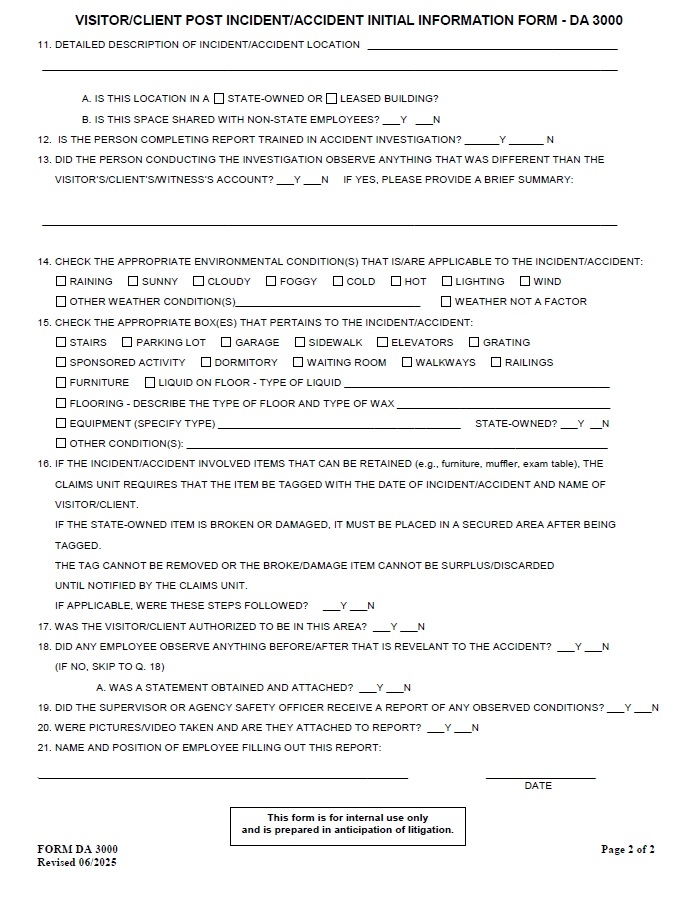 VISITOR/CLIENT POST INCIDENT/ACCIDENT INITIAL INFORMATION FORM - DA 3000
11. DETAILED DESCRIPTION OF INCIDENT/ACCIDENT LOCATION ____________________
____________________
A. IS THIS LOCATION IN A ☐ STATE-OWNED OR ☐ LEASED BUILDING?
B. IS THIS SPACE SHARED WITH NON-STATE EMPLOYEES? ___Y ___N
12. IS THE PERSON COMPLETING REPORT TRAINED IN ACCIDENT INVESTIGATION? ______Y ______ N
13. DID THE PERSON CONDUCTING THE INVESTIGATION OBSERVE ANYTHING THAT WAS DIFFERENT THAN THE
VISITOR'S/CLIENT'S/WITNESS'S ACCOUNT? ___Y ___N IF YES, PLEASE PROVIDE A BRIEF SUMMARY:
____________________
14. CHECK THE APPROPRIATE ENVIRONMENTAL CONDITION(S) THAT IS/ARE APPLICABLE TO THE INCIDENT/ACCIDENT:
☐ RAINING ☐ SUNNY ☐ CLOUDY ☐ FOGGY ☐ COLD ☐ HOT ☐ LIGHTING ☐ WIND
☐ OTHER WEATHER CONDITION(S)____________________ ☐ WEATHER NOT A FACTOR
15. CHECK THE APPROPRIATE BOX(ES) THAT PERTAINS TO THE INCIDENT/ACCIDENT:
☐ STAIRS ☐ PARKING LOT ☐ GARAGE ☐ SIDEWALK ☐ ELEVATORS ☐ GRATING
☐ SPONSORED ACTIVITY ☐ DORMITORY ☐ WAITING ROOM ☐ WALKWAYS ☐ RAILINGS
☐ FURNITURE ☐ LIQUID ON FLOOR - TYPE OF LIQUID ____________________
☐ FLOORING - DESCRIBE THE TYPE OF FLOOR AND TYPE OF WAX ____________________
☐ EQUIPMENT (SPECIFY TYPE) ____________________ STATE-OWNED? ___Y __N
☐ OTHER CONDITION(S): ____________________
16. IF THE INCIDENT/ACCIDENT INVOLVED ITEMS THAT CAN BE RETAINED (e.g., furniture, muffler, exam table), THE
CLAIMS UNIT REQUIRES THAT THE ITEM BE TAGGED WITH THE DATE OF INCIDENT/ACCIDENT AND NAME OF
VISITOR/CLIENT.
IF THE STATE-OWNED ITEM IS BROKEN OR DAMAGED, IT MUST BE PLACED IN A SECURED AREA AFTER BEING
TAGGED.
THE TAG CANNOT BE REMOVED OR THE BROKE/DAMAGE ITEM CANNOT BE SURPLUS/DISCARDED
UNTIL NOTIFIED BY THE CLAIMS UNIT.
IF APPLICABLE, WERE THESE STEPS FOLLOWED? ___Y ___N
17. WAS THE VISITOR/CLIENT AUTHORIZED TO BE IN THIS AREA? ___Y ___N
18. DID ANY EMPLOYEE OBSERVE ANYTHING BEFORE/AFTER THAT IS REVELANT TO THE ACCIDENT? ___Y ___N
(IF NO, SKIP TO Q. 18)
A. WAS A STATEMENT OBTAINED AND ATTACHED? ___Y ___N
19. DID THE SUPERVISOR OR AGENCY SAFETY OFFICER RECEIVE A REPORT OF ANY OBSERVED CONDITIONS? ___Y ___N
20. WERE PICTURES/VIDEO TAKEN AND ARE THEY ATTACHED TO REPORT? ___Y ___N
21. NAME AND POSITION OF EMPLOYEE FILLING OUT THIS REPORT:
____________________ __________
DATE
This form is for internal use only
and is prepared in anticipation of litigation.
FORM DA 3000 Page 2 of 2
Revised 06/2025